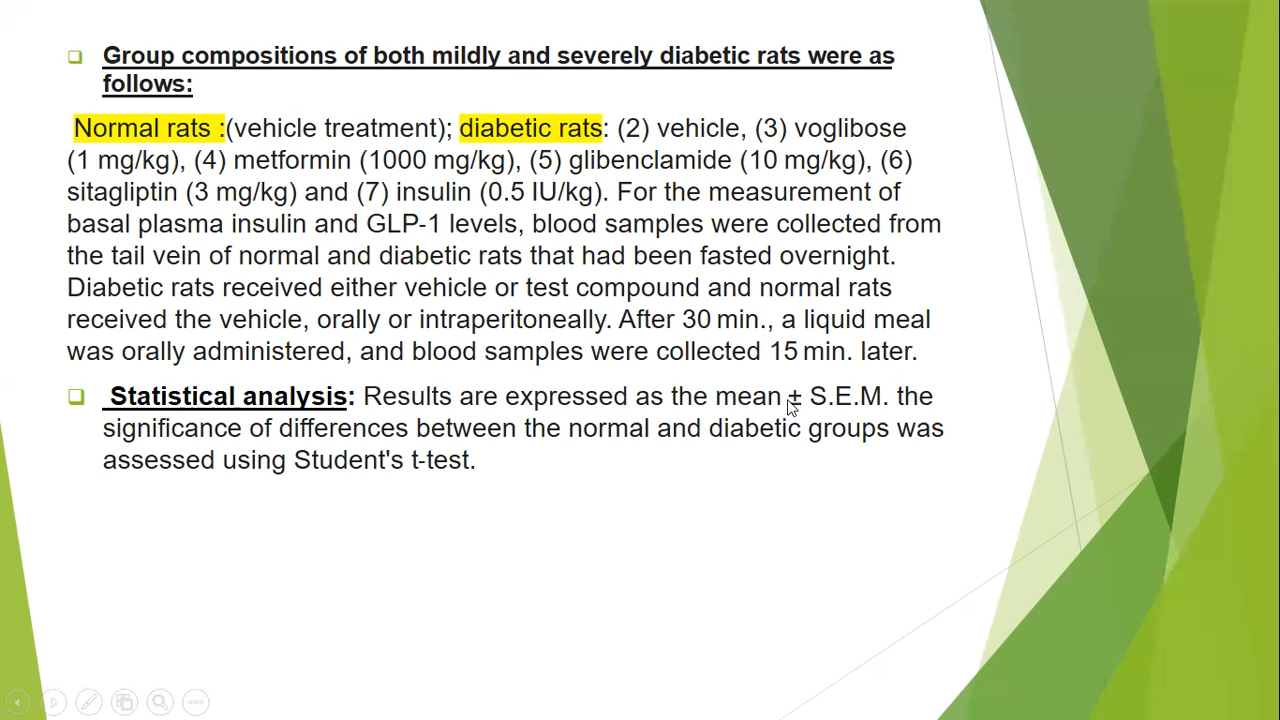 Group compositions of both mildly and severely diabetic rats were as
follows:
Normal rats :(vehicle treatment); diabetic rats: (2) vehicle, (3) voglibose
(1 mg/kg), (4) metformin (1000 mg/kg), (5) glibenclamide (10 mg/kg), (6)
sitagliptin (3 mg/kg) and (7) insulin (0.5 IU/kg). For the measurement of
basal plasma insulin and GLP-1 levels, blood samples were collected from
the tail vein of normal and diabetic rats that had been fasted overnight.
Diabetic rats received either vehicle or test compound and normal rats
received the vehicle, orally or intraperitoneally. After 30 min., a liquid meal
was orally administered, and blood samples were collected 15 min. later.
Statistical analysis: Results are expressed as the mean ± S.E.M. the
significance of differences between the normal and diabetic groups was
assessed using Student's t-test.